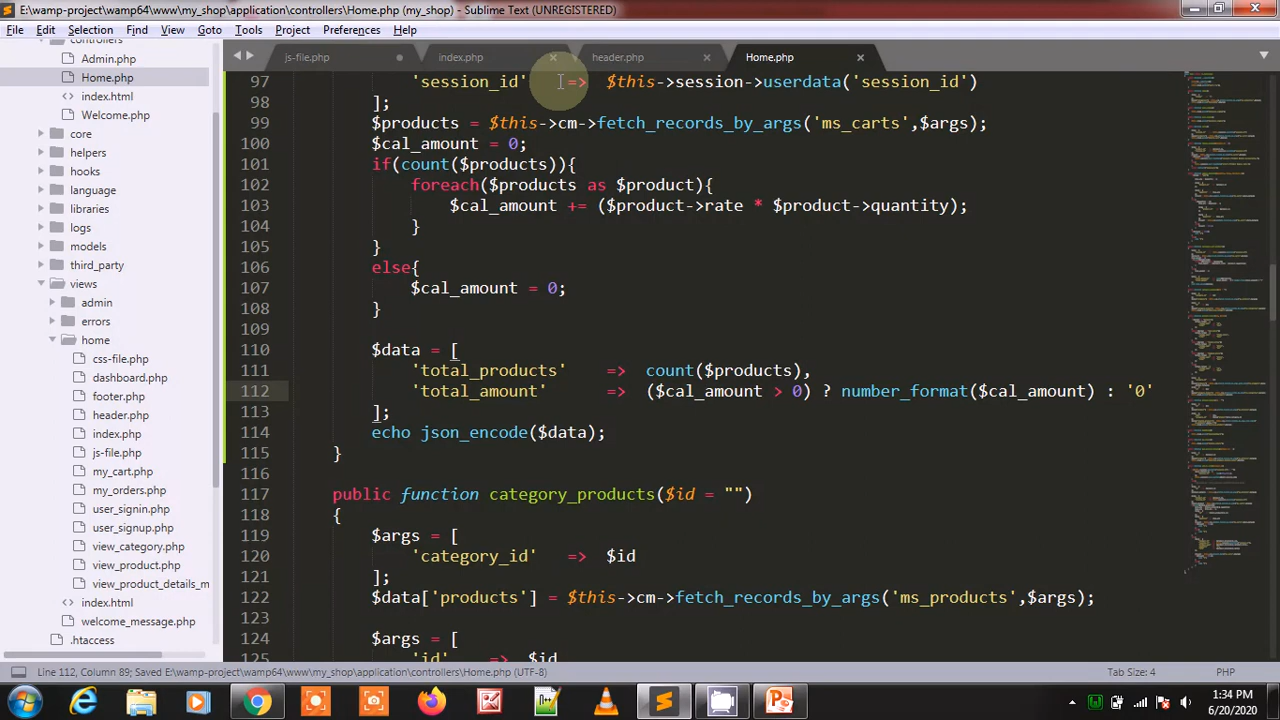 E:\wamp-project\wamp64\www\my_shop\application\controllers\Home.php (my_shop) - Sublime Text (UNREGISTERED)
File Edit Selection Find View Goto Tools Project Preferences Help
controllers
Admin.php
Home.php
index.html
Welcome.php
core
helpers
hooks
language
libraries
logs
models
third_party
views
admin
errors
home
css-file.php
dashboard.php
footer.php
header.php
index.php
js-file.php
my_cart.php
my_orders.php
user_signin.php
user_signup.php
view_category.php
view_product.php
view_product_details_m
index.html
welcome_message.php
.htaccess
js-file.php index.php header.php Home.php
97 'session_id' => $this->session->userdata('session_id')
98 ];
99 $products = $this->cm->fetch_records_by_args('ms_carts',$args);
100 $cal_amount = 0;
101 if(count($products)){
102 foreach($products as $product){
103 $cal_amount += ($product->rate * $product->quantity);
104 }
105 }
106 else{
107 $cal_amount = 0;
108 }
109
110 $data = [
111 'total_products' => count($products),
112 'total_amount' => ($cal_amount > 0) ? number_format($cal_amount) : '0'
113 ];
114 echo json_encode($data);
115 }
116
117 public function category_products($id = "")
118 {
119 $args = [
120 'category_id' => $id
121 ];
122 $data['products'] = $this->cm->fetch_records_by_args('ms_products',$args);
123
124 $args = [
125 'id' => $id
Line 112, Column 89; Saved E:\wamp-project\wamp64\www\my_shop\application\controllers\Home.php (UTF-8) Tab Size: 4 PHP
1:34 PM
6/20/2020